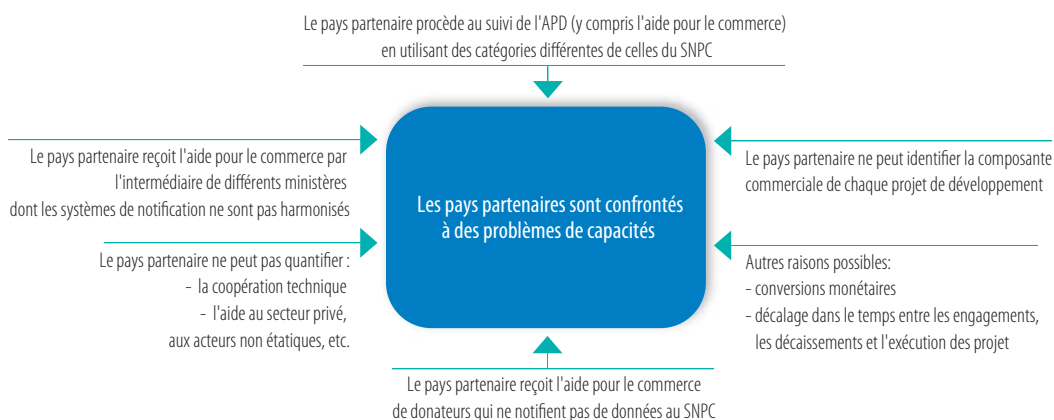 Le pays partenaire procède au suivi de l'APD (y compris l'aide pour le commerce)
en utilisant des catégories différentes de celles du SNPC
Le pays partenaire reçoit l'aide pour le commerce par
l'intermédiaire de différents ministères
dont les systèmes de notification ne sont pas harmonisés
Le pays partenaire ne peut pas quantifier :
- la coopération technique
- l'aide au secteur privé,
aux acteurs non étatiques, etc.
Les pays partenaires sont confrontés
à des problèmes de capacités
Le pays partenaire ne peut identifier la composante
commerciale de chaque projet de développement
Autres raisons possibles:
- conversions monétaires
- décalage dans le temps entre les engagements,
les décaissements et l'exécution des projet
Le pays partenaire reçoit l'aide pour le commerce
de donateurs qui ne notifient pas de données au SNPC